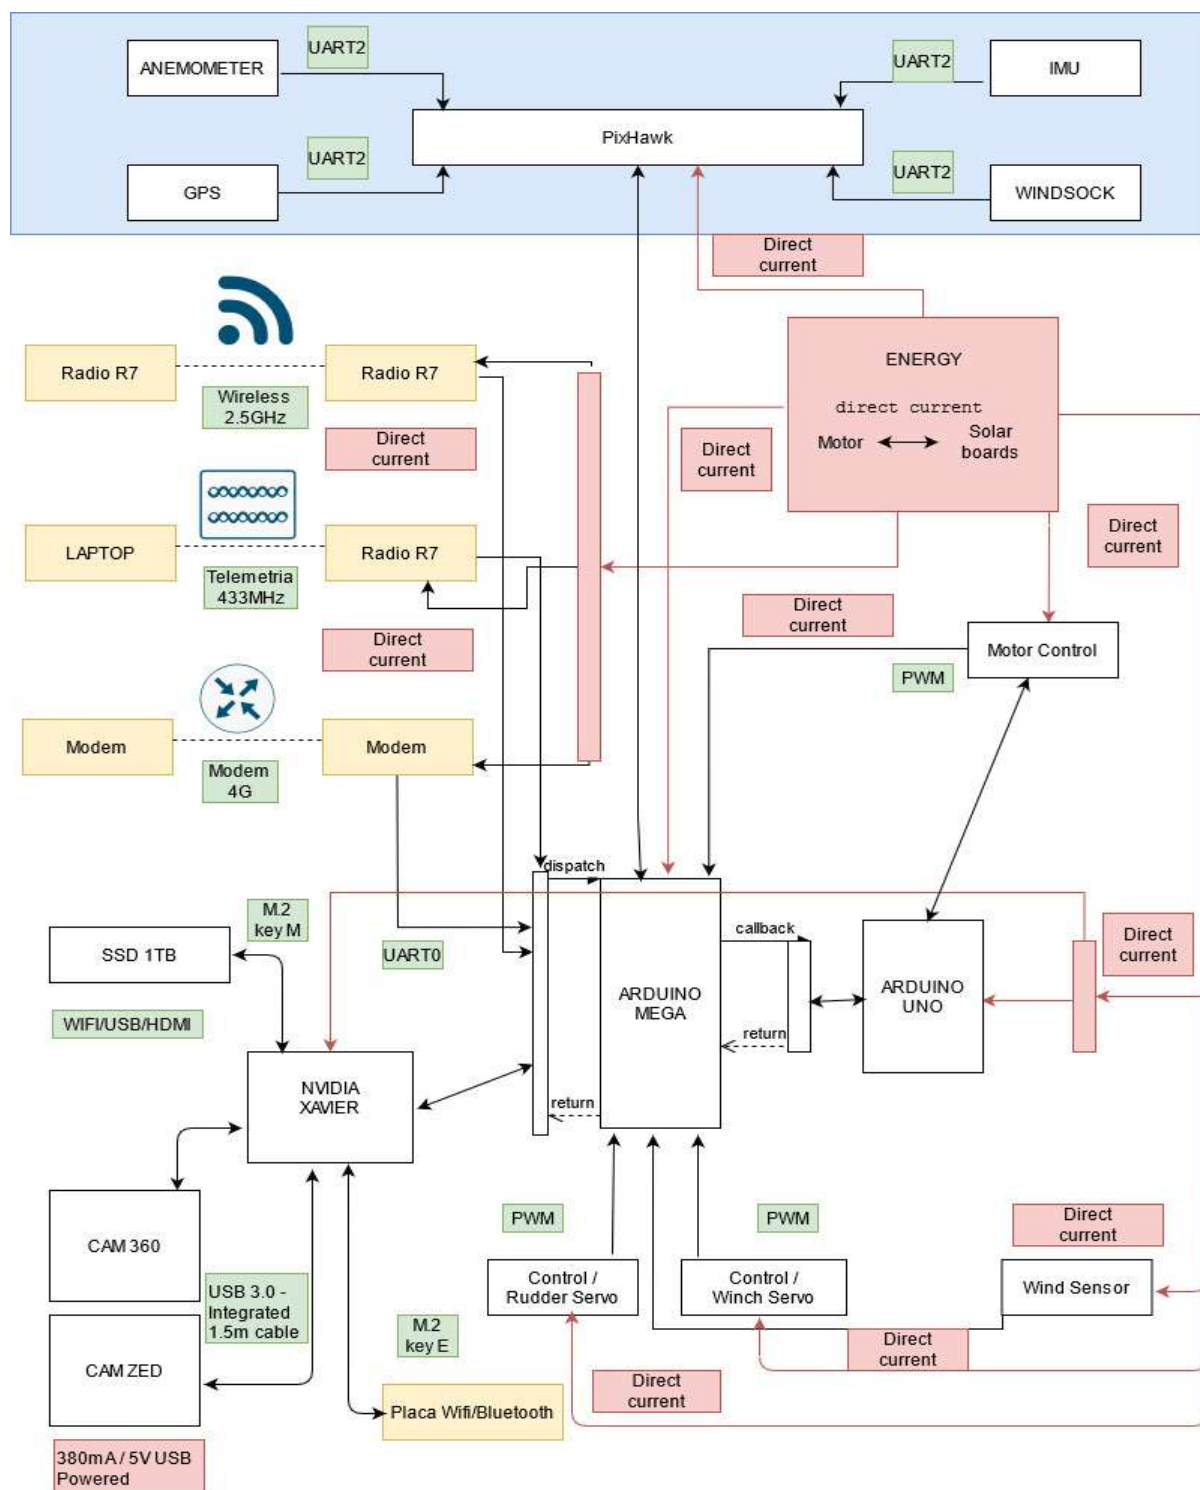 UART2
UART2
ANEMOMETER
IMU
PixHawk
UART2
UART2
GPS
WINDSOCK
Direct
current
ENERGY
direct current
Motor
Solar
boards
Radio R7
Radio R7
Wireless
2.5GHz
Direct
current
Direct
current
Direct
current
LAPTOP
Radio R7
Telemetria
433MHz
Direct
current
Direct
current
Motor Control
PWM
Modem
Modem
Modem
4G
dispatch
M.2
key M
SSD 1TB
UART0
callback
Direct
current
ARDUINO
MEGA
ARDUINO
UNO
WIFI/USB/HDMI
return
NVIDIA
XAVIER
return
PWM
PWM
Direct
current
CAM 360
Control /
Rudder Servo
Control /
Winch Servo
Wind Sensor
USB 3.0 -
Integrated
1.5m cable
M.2
key E
Direct
current
CAM ZED
Direct
current
Placa Wifi/Bluetooth
380mA / 5V USB
Powered